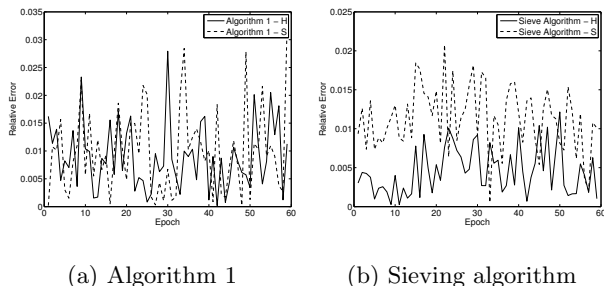 0.035
0.03
0.025
0.02
0.015
0.01
0.005
0
0 10 20 30 40 50 60
Relative Error
Epoch
Algorithm 1 − H
Algorithm 1 − S
(a) Algorithm 1
0.025
0.02
0.015
0.01
0.005
0
0 10 20 30 40 50 60
Relative Error
Epoch
Sieve Algorithm − H
Sieve Algorithm − S
(b) Sieving algorithm